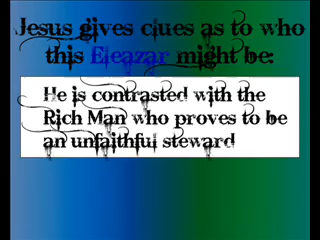 Jesus gives clues as to who
this Eleazar might be:
He is contrasted with the
Rich Man who proves to be
an unfaithful steward